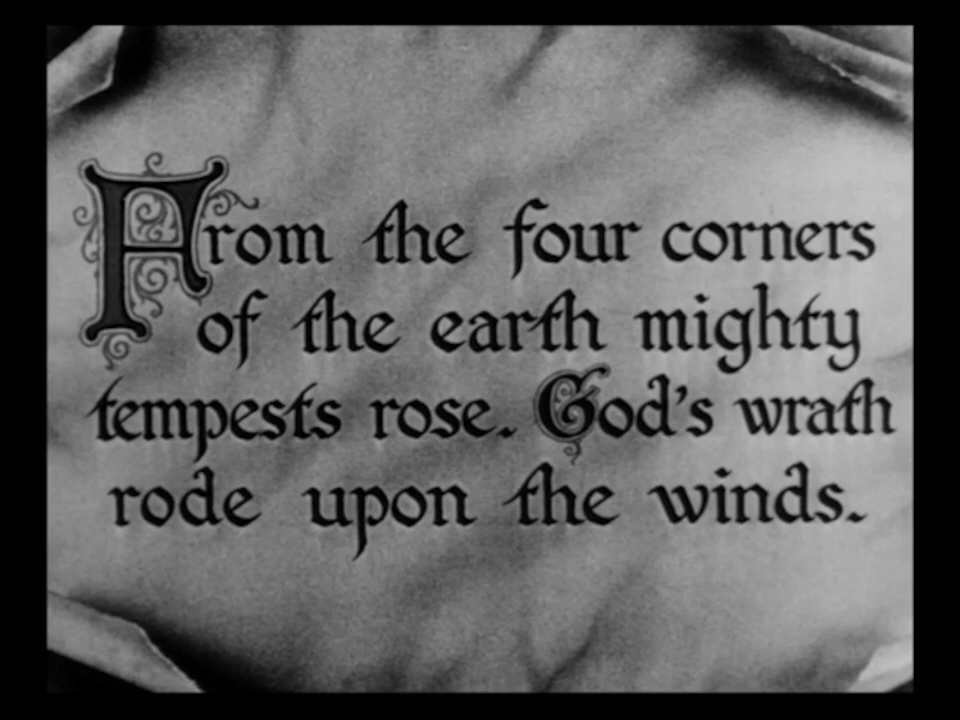 From the four corners
of the earth mighty
tempests rose. God's wrath
rode upon the winds.